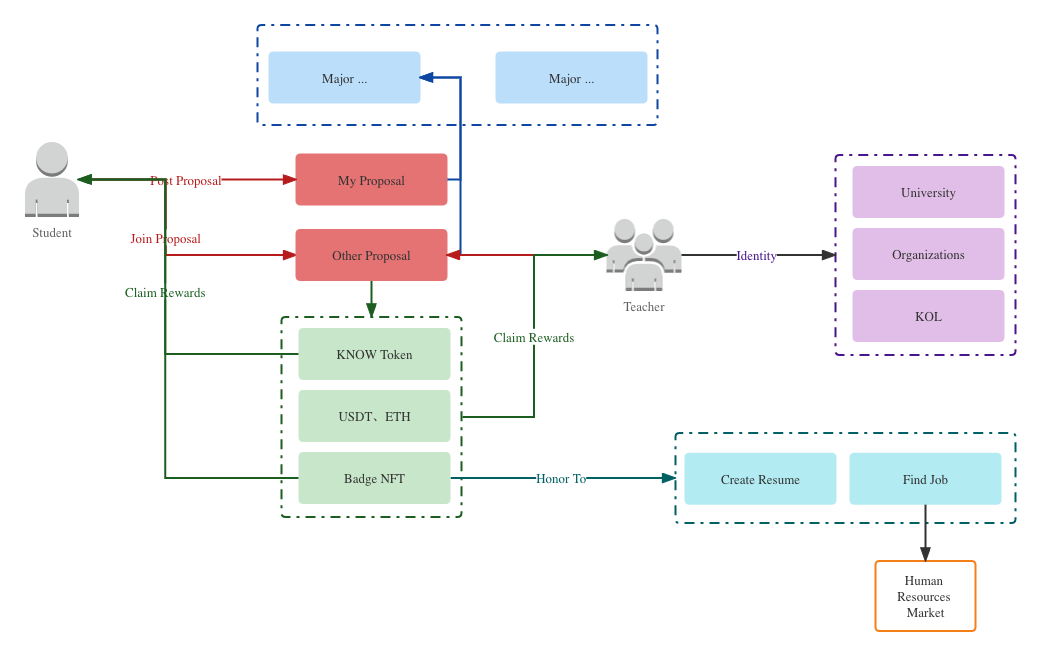 Major ...
Major ...
Post Proposal
My Proposal
Student
Join Proposal
Other Proposal
Claim Rewards
KNOW Token
USDT、ETH
Badge NFT
Claim Rewards
Teacher
Identity
University
Organizations
KOL
Honor To
Create Resume
Find Job
Human
Resources
Market